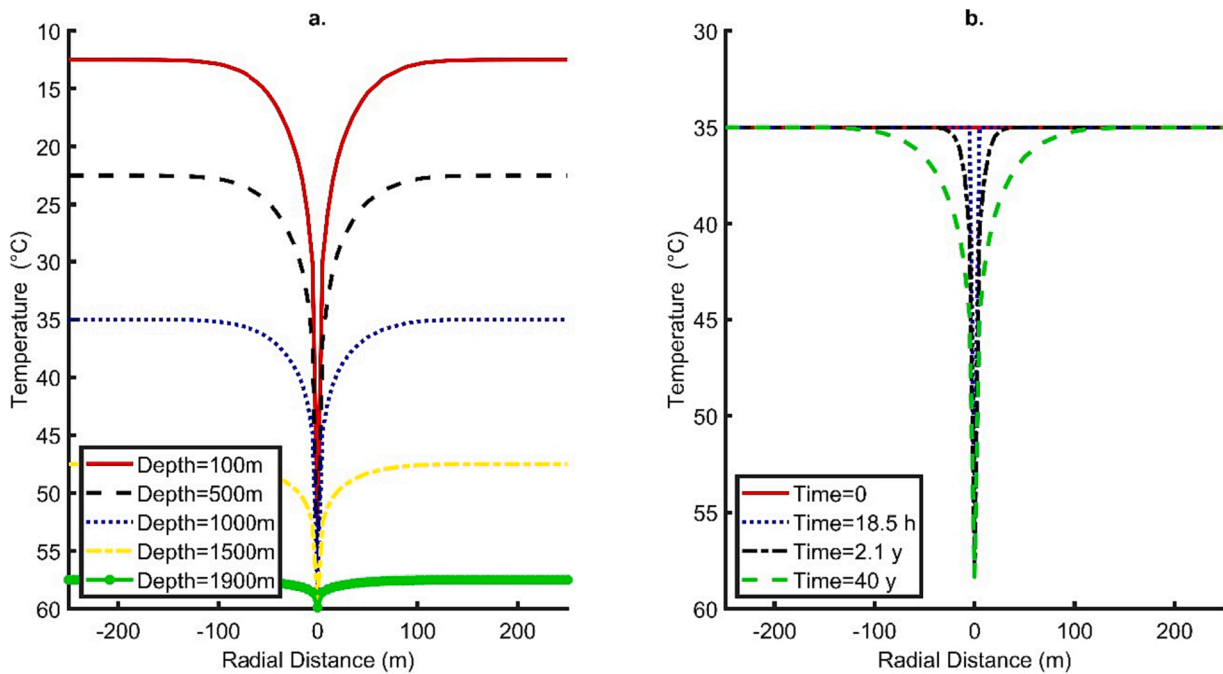 a.
10
15
20
25
30
35
40
45
50
55
60
Temperature (°C)
-200 -100 0 100 200
Radial Distance (m)
Depth=100m
Depth=500m
Depth=1000m
Depth=1500m
Depth=1900m
b.
30
35
40
45
50
55
60
Temperature (°C)
-200 -100 0 100 200
Radial Distance (m)
Time=0
Time=18.5 h
Time=2.1 y
Time=40 y